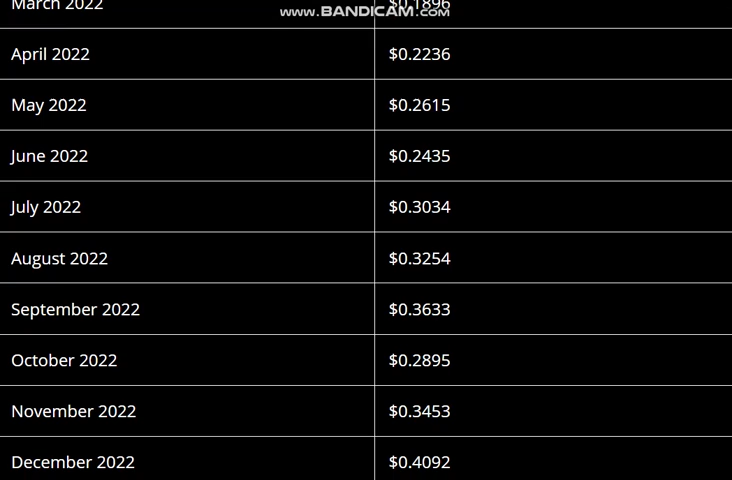 www.BANDICAM.com
March 2022 $0.1896
April 2022 $0.2236
May 2022 $0.2615
June 2022 $0.2435
July 2022 $0.3034
August 2022 $0.3254
September 2022 $0.3633
October 2022 $0.2895
November 2022 $0.3453
December 2022 $0.4092